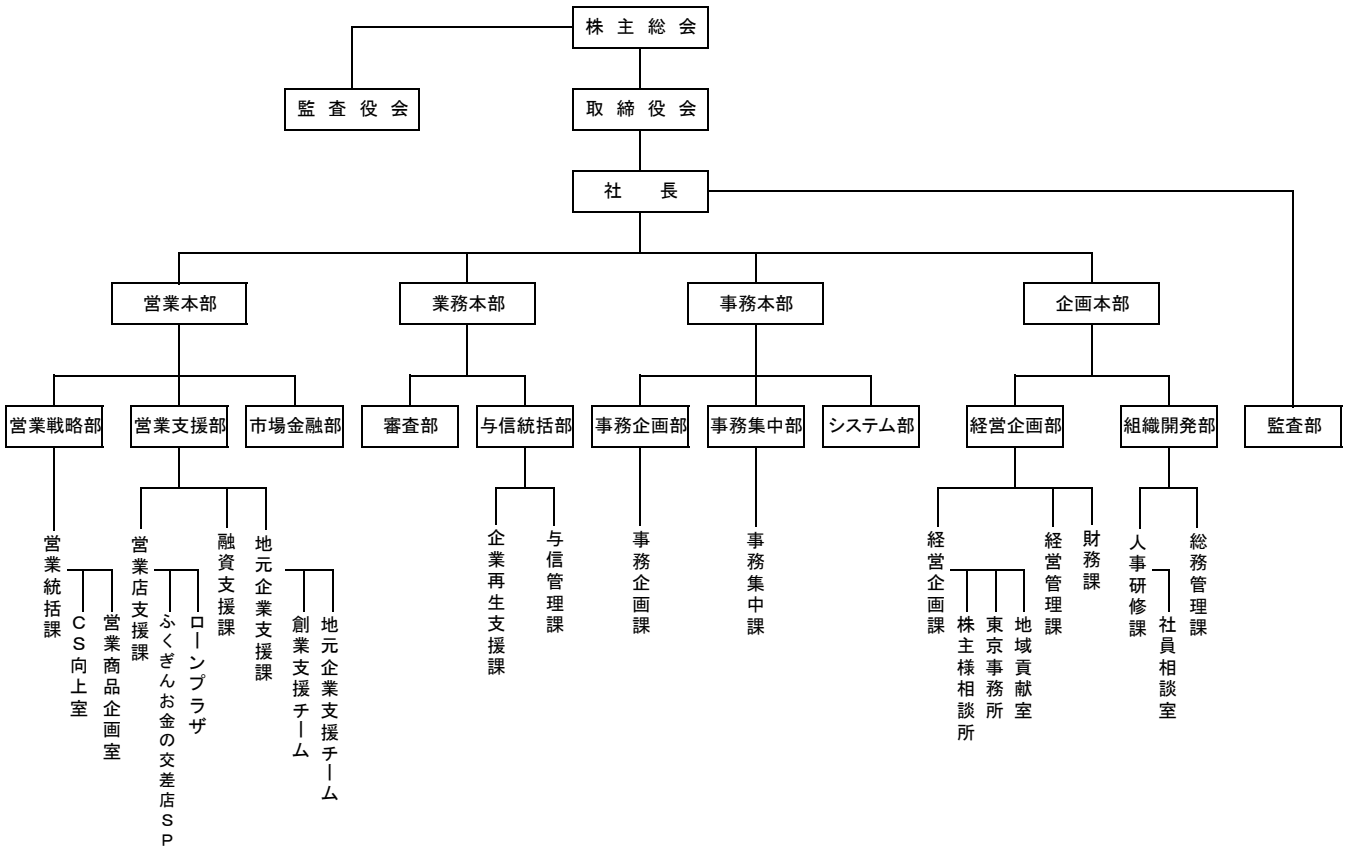 株主総会
監査役会
取締役会
社　長
営業本部
業務本部
事務本部
企画本部
営業戦略部
営業支援部
市場金融部
審査部
与信統括部
事務企画部
事務集中部
システム部
経営企画部
組織開発部
監査部
営業統括課
CS向上室
営業商品企画室
営業店支援課
ふくぎんお金の交差店SP
ローンプラザ
融資支援課
地元企業支援課
創業支援チーム
地元企業支援チーム
企業再生支援課
与信管理課
事務企画課
事務集中課
経営企画課
株主様相談所
東京事務所
地域貢献室
経営管理課
財務課
人事研修課
社員相談室
総務管理課